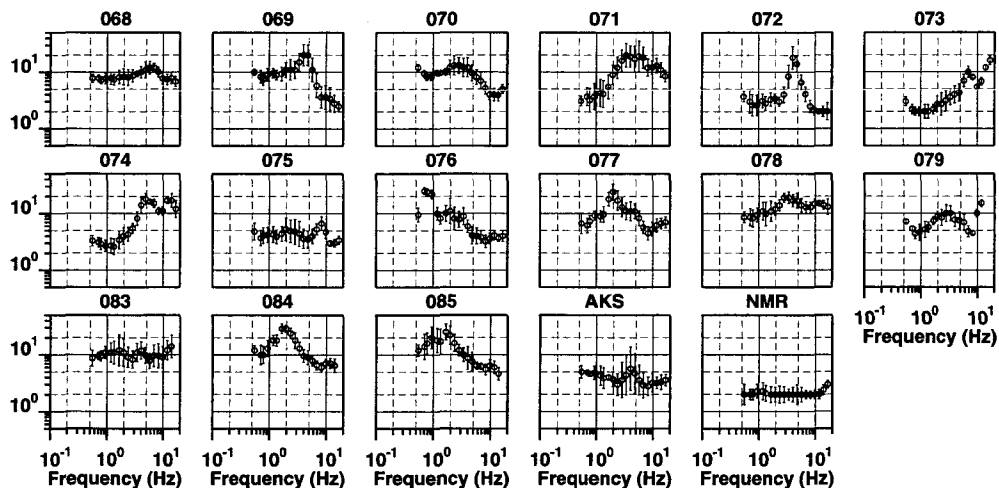 068 069 070 071 072 073
10¹
10⁰
074 075 076 077 078 079
10¹
10⁰
083 084 085 AKS NMR
10⁻¹ 10⁰ 10¹
Frequency (Hz)
10¹
10⁰
10⁻¹ 10⁰ 10¹ 10⁻¹ 10⁰ 10¹ 10⁻¹ 10⁰ 10¹ 10⁻¹ 10⁰ 10¹ 10⁻¹ 10⁰ 10¹
Frequency (Hz) Frequency (Hz) Frequency (Hz) Frequency (Hz) Frequency (Hz)